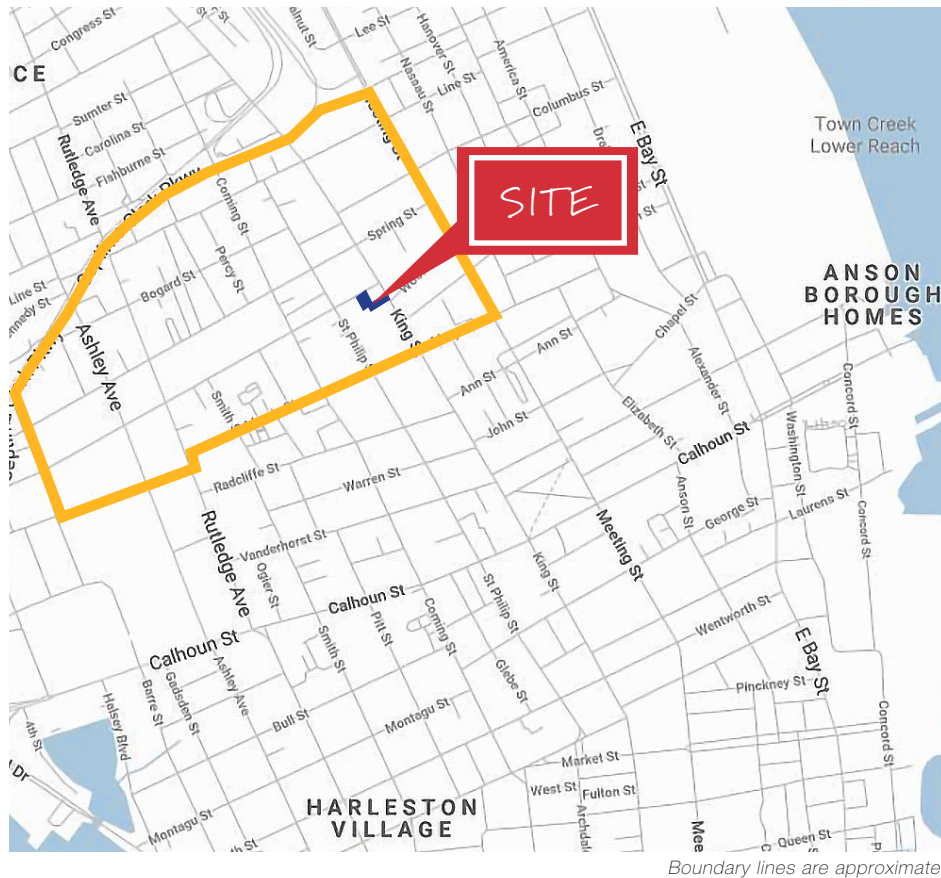 Congress St
Lee St
Hanover St
America St
Nassau St
Line St
Columbus St
CE
Sumter St
Carolina St
Fishburne St
Rutledge Ave
E Bay St
Town Creek
Lower Reach
SITE
Coming St
Spring St
Percy St
Bogard St
Line St
Ashley Ave
St Philip
King S
ANSON
BOROUGH
HOMES
Chapel St
Ann St
Ann St
Alexander St
Concord St
John St
Elizabeth St
Calhoun St
Washington St
Radcliffe St
Warren St
Anson St
George St
Laurens St
Concord St
Rutledge Ave
Vanderhorst St
Ogier St
Meeting St
King St
St Philip St
Calhoun St
Calhoun St
Smith St
Pitt St
Coming St
Wentworth St
E Bay St
Glebe St
Pinckney St
Ashley Ave
Gadsden St
Barre St
Halsey Blvd
Bull St
Montagu St
4th St
Concord St
Market St
West St
Fulton St
HARLESTON
VILLAGE
Montagu St
Mee
Queen St
Boundary lines are approximate